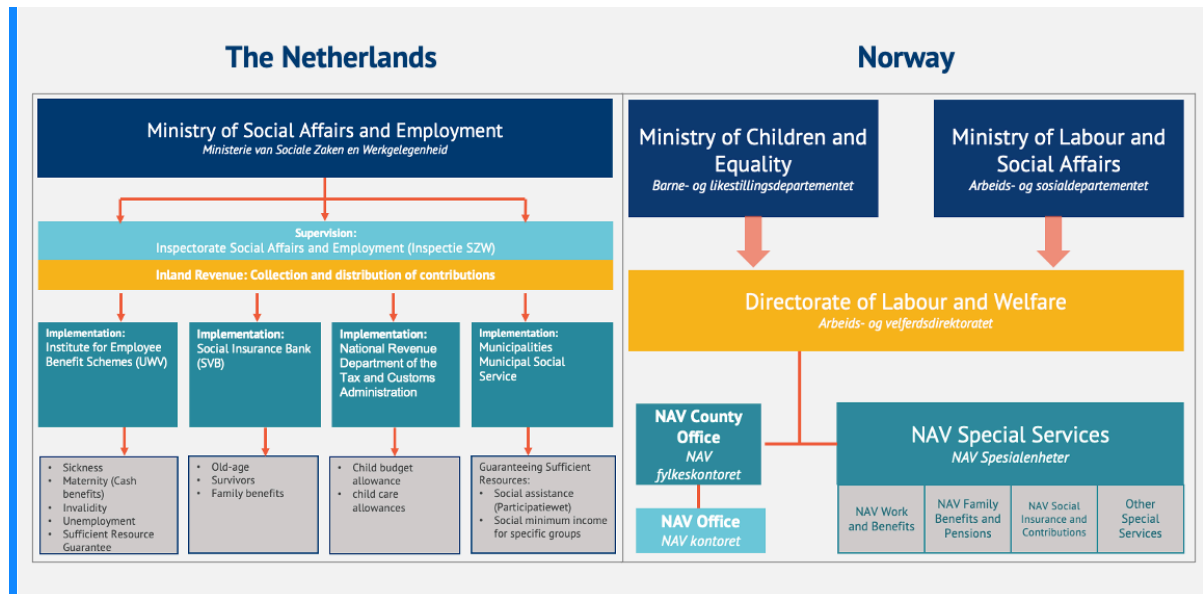 The Netherlands
Norway
Ministry of Social Affairs and Employment
Ministerie van Sociale Zaken en Werkgelegenheid
Supervision:
Inspectorate Social Affairs and Employment (Inspectie SZW)
Inland Revenue: Collection and distribution of contributions
Implementation:
Institute for Employee
Benefit Schemes (UWV)
Implementation:
Social Insurance Bank
(SVB)
Implementation:
National Revenue
Department of the
Tax and Customs
Administration
Implementation:
Municipalities
Municipal Social
Service
• Sickness
• Maternity (Cash
benefits)
• Invalidity
• Unemployment
• Sufficient Resource
Guarantee
• Old-age
• Survivors
• Family benefits
• Child budget
allowance
• child care
allowances
Guaranteeing Sufficient
Resources:
• Social assistance
(Participatiewet)
• Social minimum income
for specific groups
Ministry of Children and
Equality
Barne- og likestillingsdepartementet
Ministry of Labour and
Social Affairs
Arbeids- og sosialdepartementet
Directorate of Labour and Welfare
Arbeids- og velferdsdirektoratet
NAV County
Office
NAV
fylkeskontoret
NAV Office
NAV kontoret
NAV Special Services
NAV Spesialenheter
NAV Work
and Benefits
NAV Family
Benefits and
Pensions
NAV Social
Insurance and
Contributions
Other
Special
Services